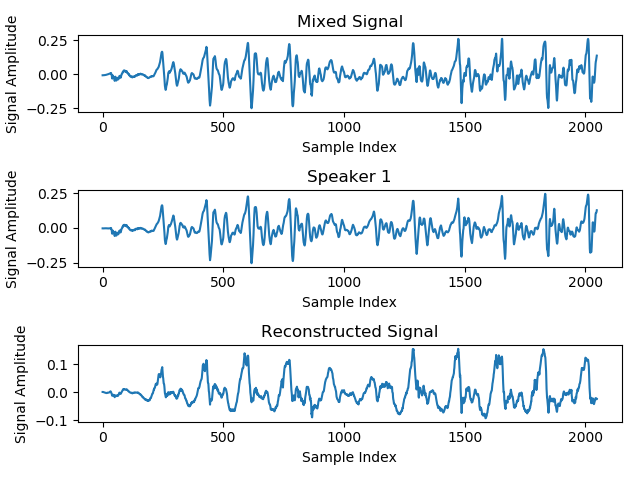 Mixed Signal
Signal Amplitude
0.25
0.00
−0.25
0
500
1000
1500
2000
Sample Index
Speaker 1
Signal Amplitude
0.25
0.00
−0.25
0
500
1000
1500
2000
Sample Index
Reconstructed Signal
Signal Amplitude
0.1
0.0
−0.1
0
500
1000
1500
2000
Sample Index